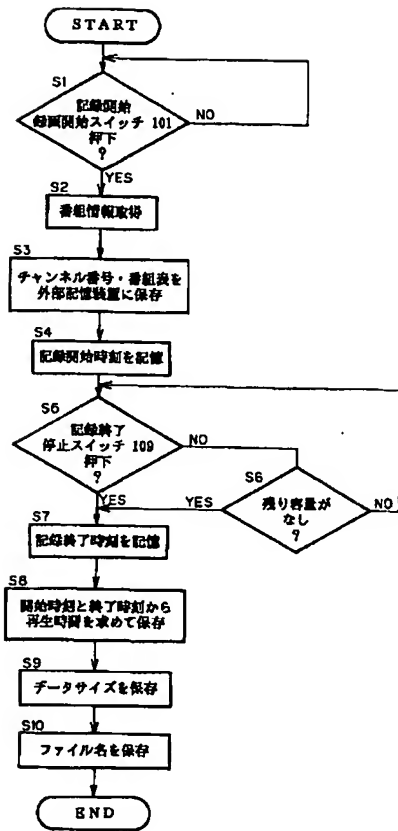 START
S1
記録開始
録画開始スイッチ 101
押下
?
NO
YES
S2
番組情報取得
S3
チャンネル番号・番組表を
外部記憶装置に保存
S4
記録開始時刻を記憶
S5
記録終了
停止スイッチ 109
押下
?
NO
YES
S6
残り容量が
なし
?
YES
NO
S7
記録終了時刻を記憶
S8
開始時刻と終了時刻から
再生時間を求めて保存
S9
データサイズを保存
S10
ファイル名を保存
END